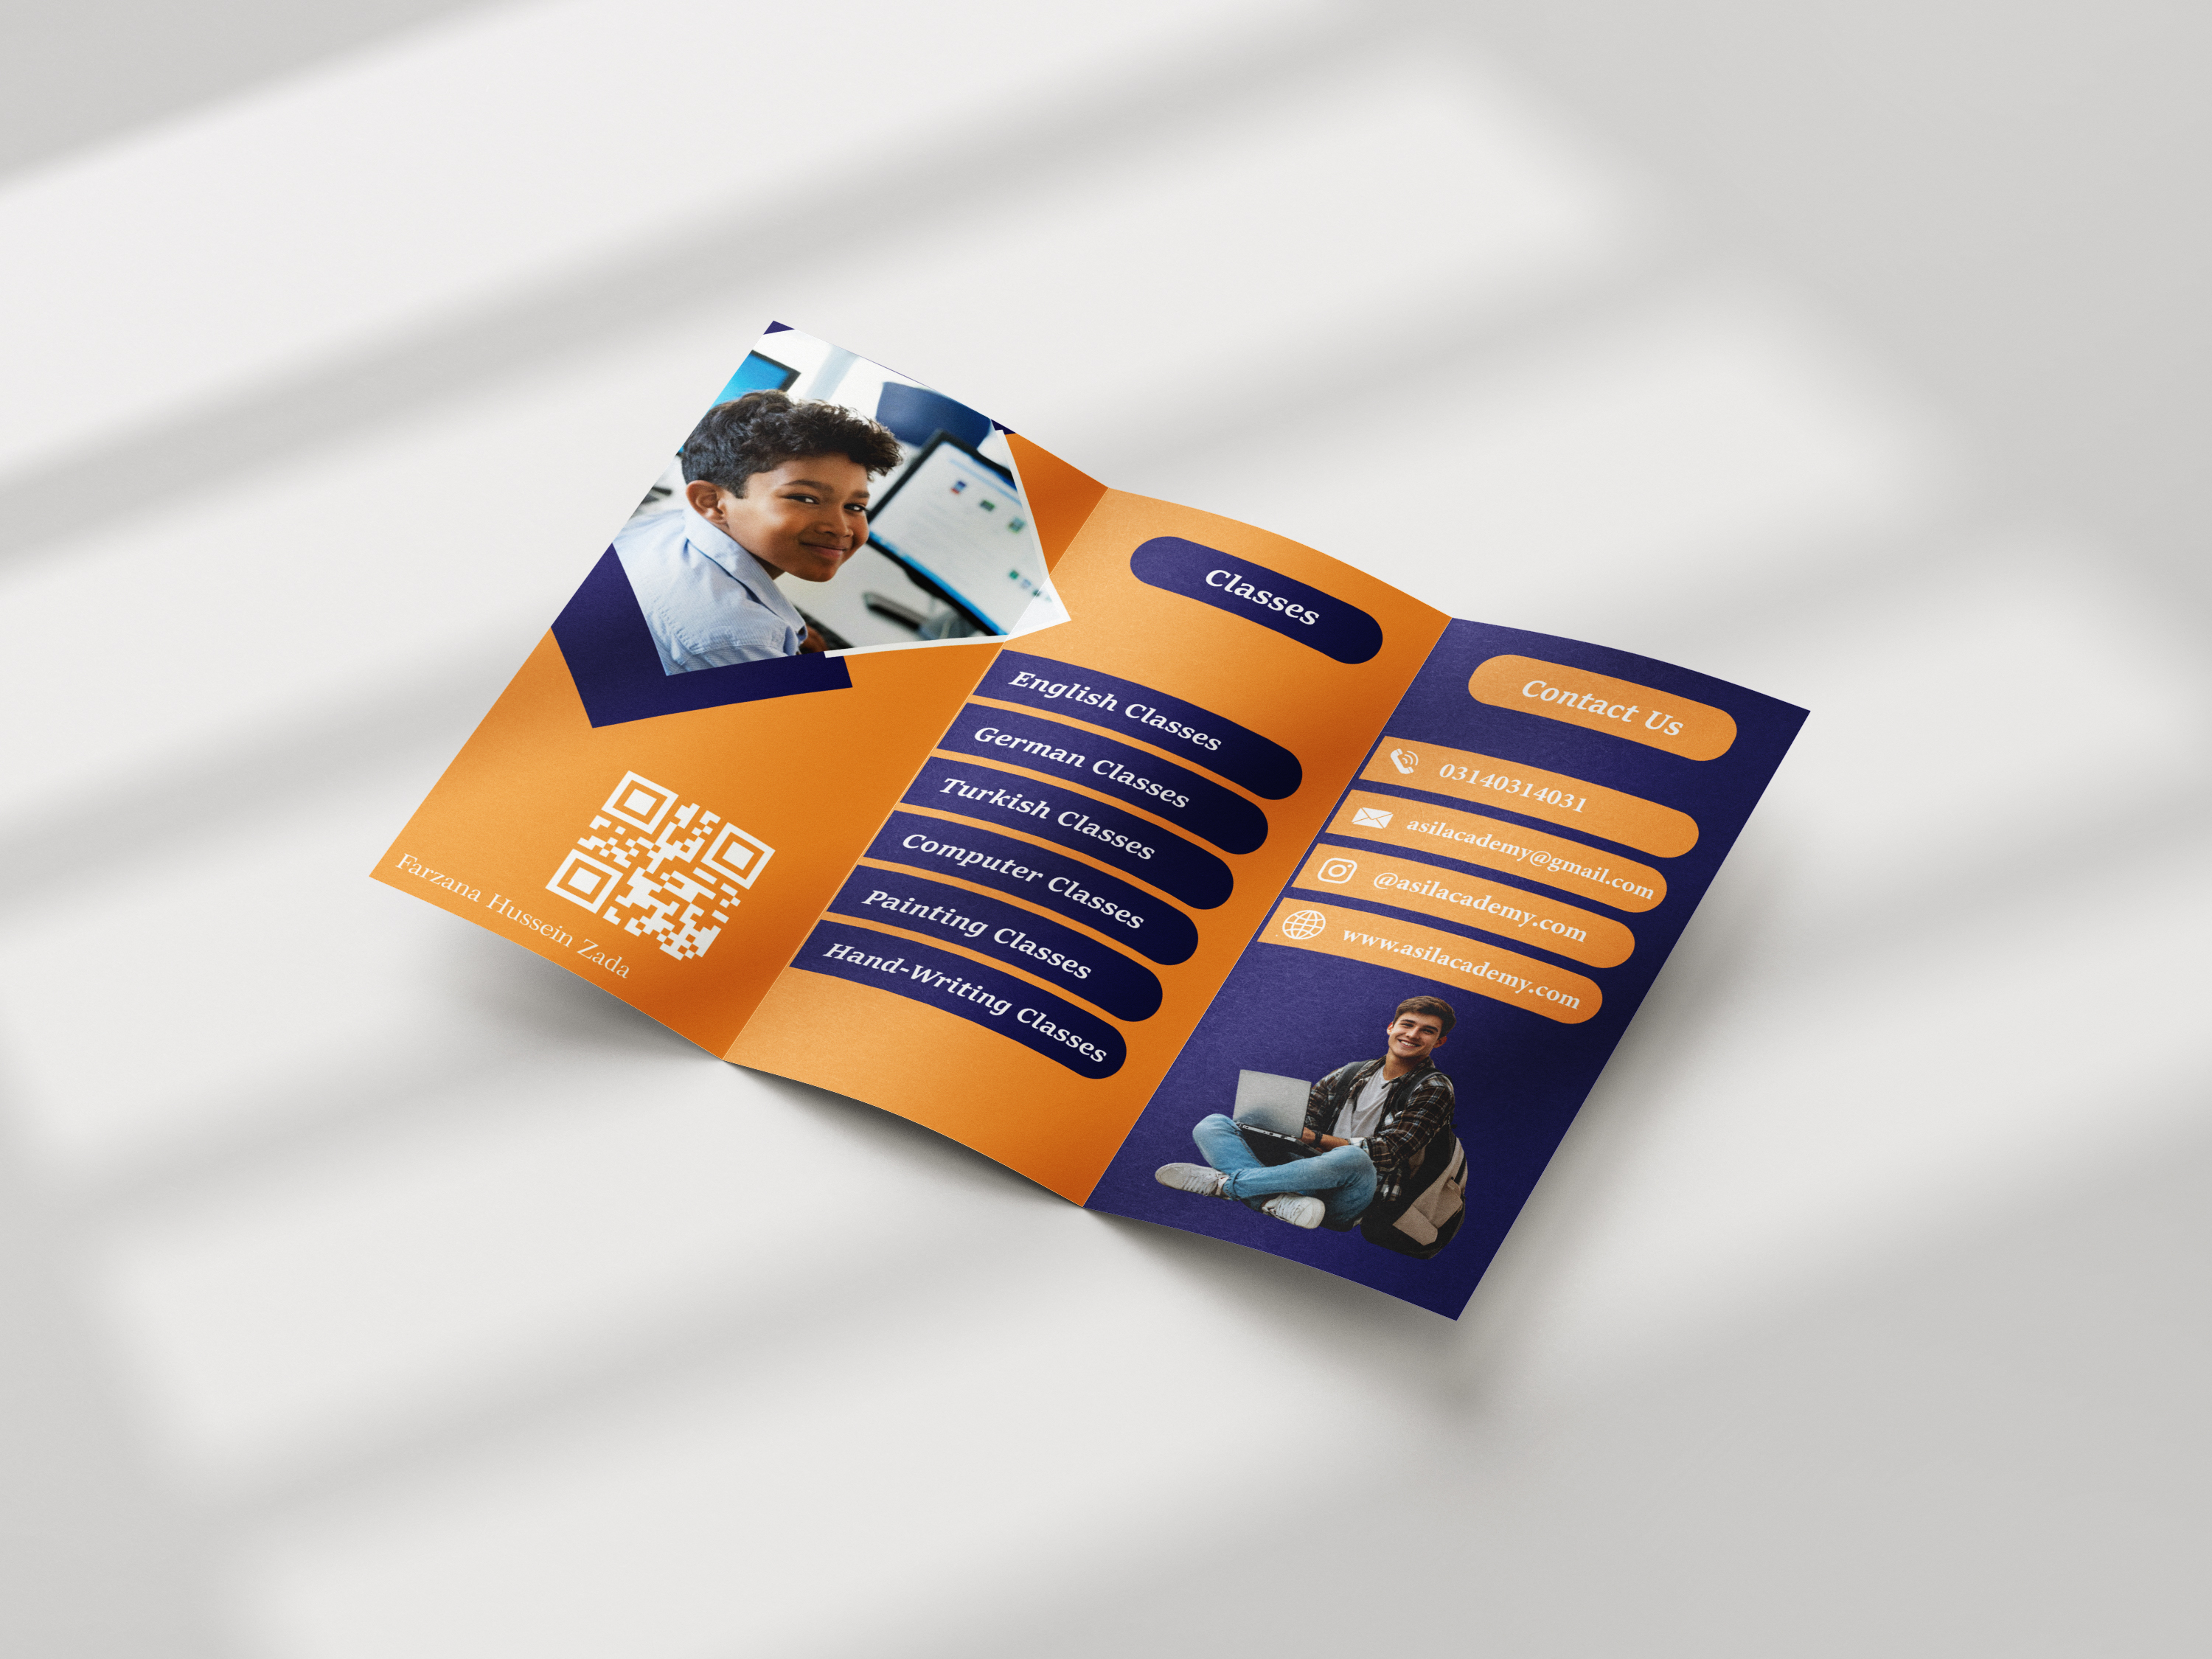 Farzana Hussein Zada
Classes
English Classes
German Classes
Turkish Classes
Computer Classes
Painting Classes
Hand-Writing Classes
Contact Us
03140314031
asilacademy@gmail.com
@asilacademy.com
www.asilacademy.com